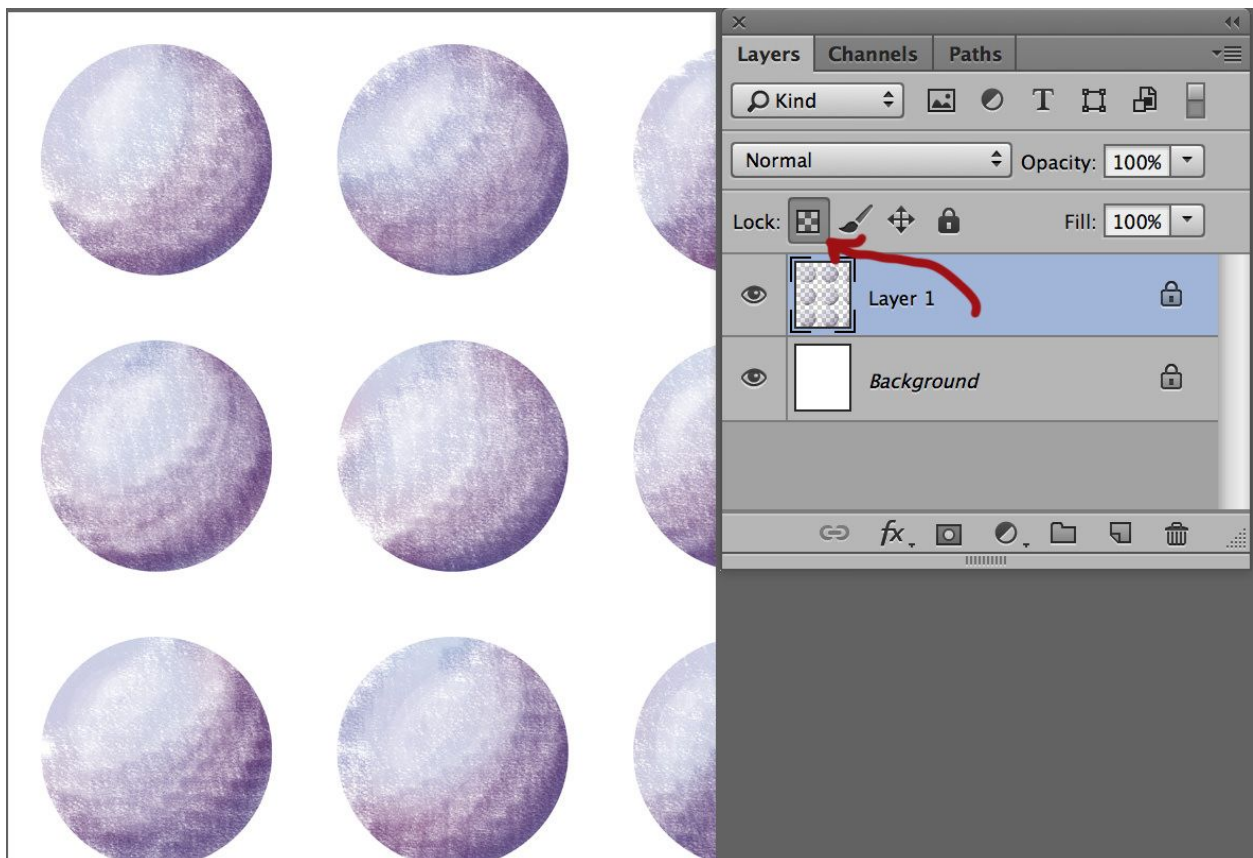 Layers Channels Paths
Kind T
Normal Opacity: 100%
Lock: Fill: 100%
Layer 1
Background
fx